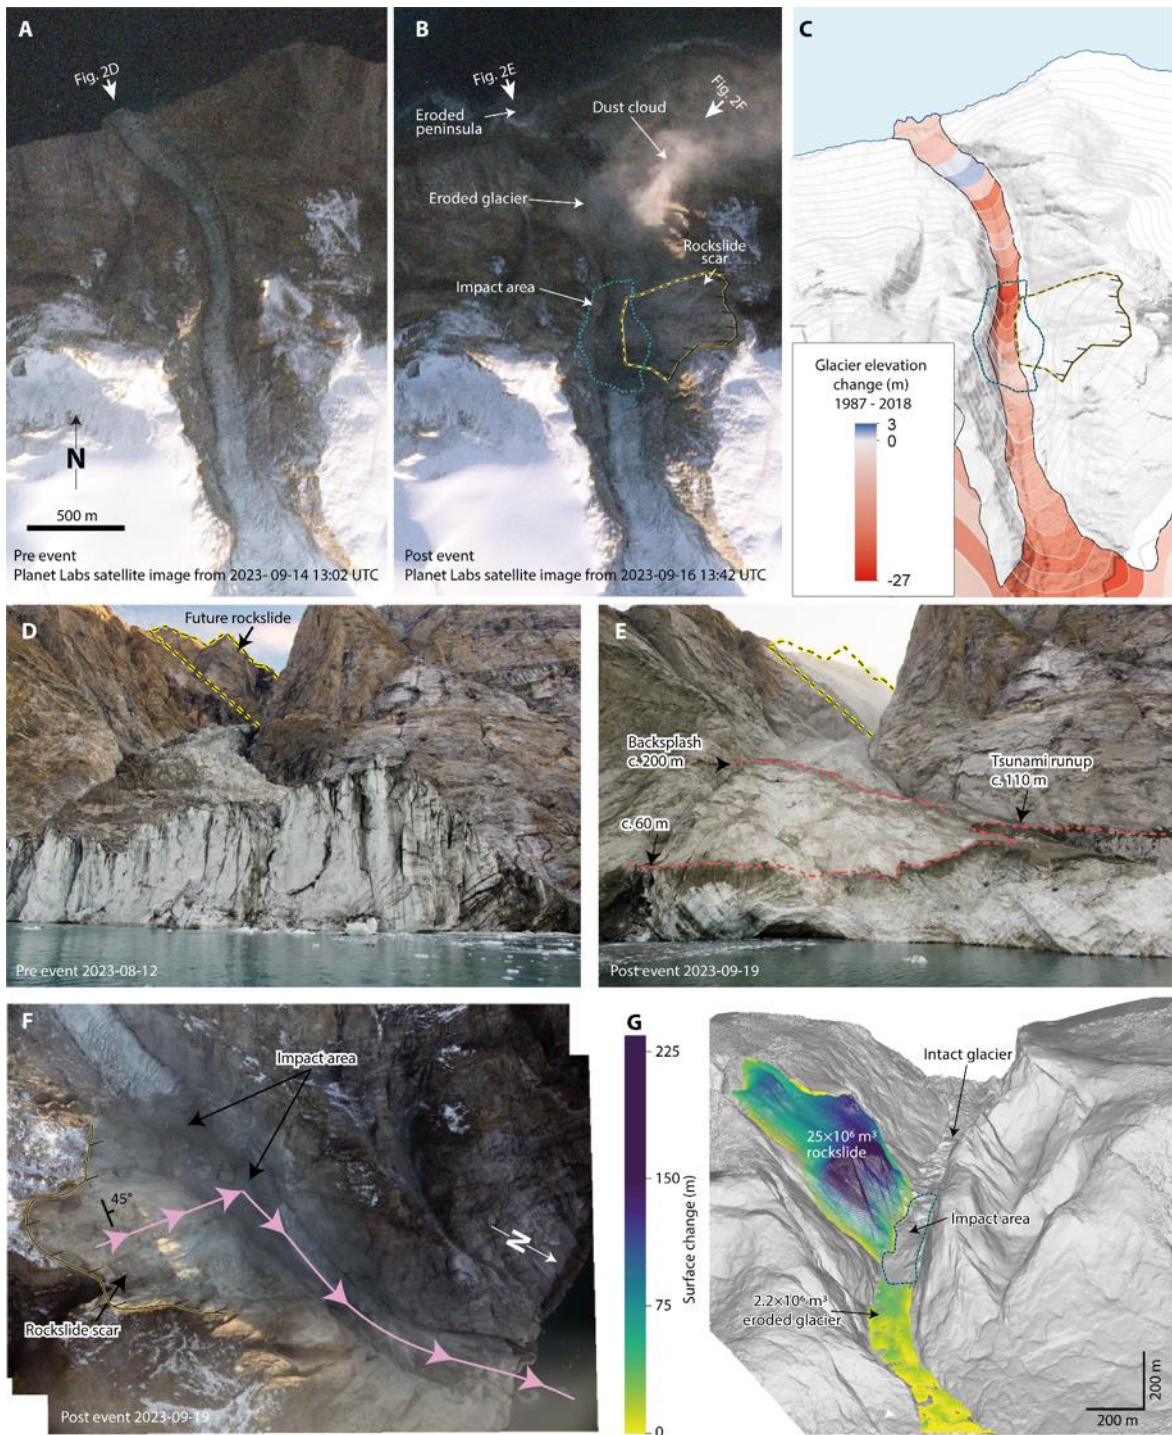 A
Fig. 2D
N
500 m
Pre event
Planet Labs satellite image from 2023- 09-14 13:02 UTC
B
Fig. 2E
Eroded
peninsula
Dust cloud
Fig. 2F
Eroded glacier
Rockslide
scar
Impact area
Post event
Planet Labs satellite image from 2023-09-16 13:42 UTC
C
Glacier elevation
change (m)
1987 - 2018
3
0
-27
D
Future rockslide
Pre event 2023-08-12
E
Backsplash
c. 200 m
Tsunami runup
c. 110 m
c. 60 m
Post event 2023-09-19
F
Impact area
45°
N
Rockslide scar
Post event 2023-09-19
G
225
150
75
0
Surface change (m)
Intact glacier
25×10⁶ m³
rockslide
Impact area
2.2×10⁶ m³
eroded glacier
200 m
200 m